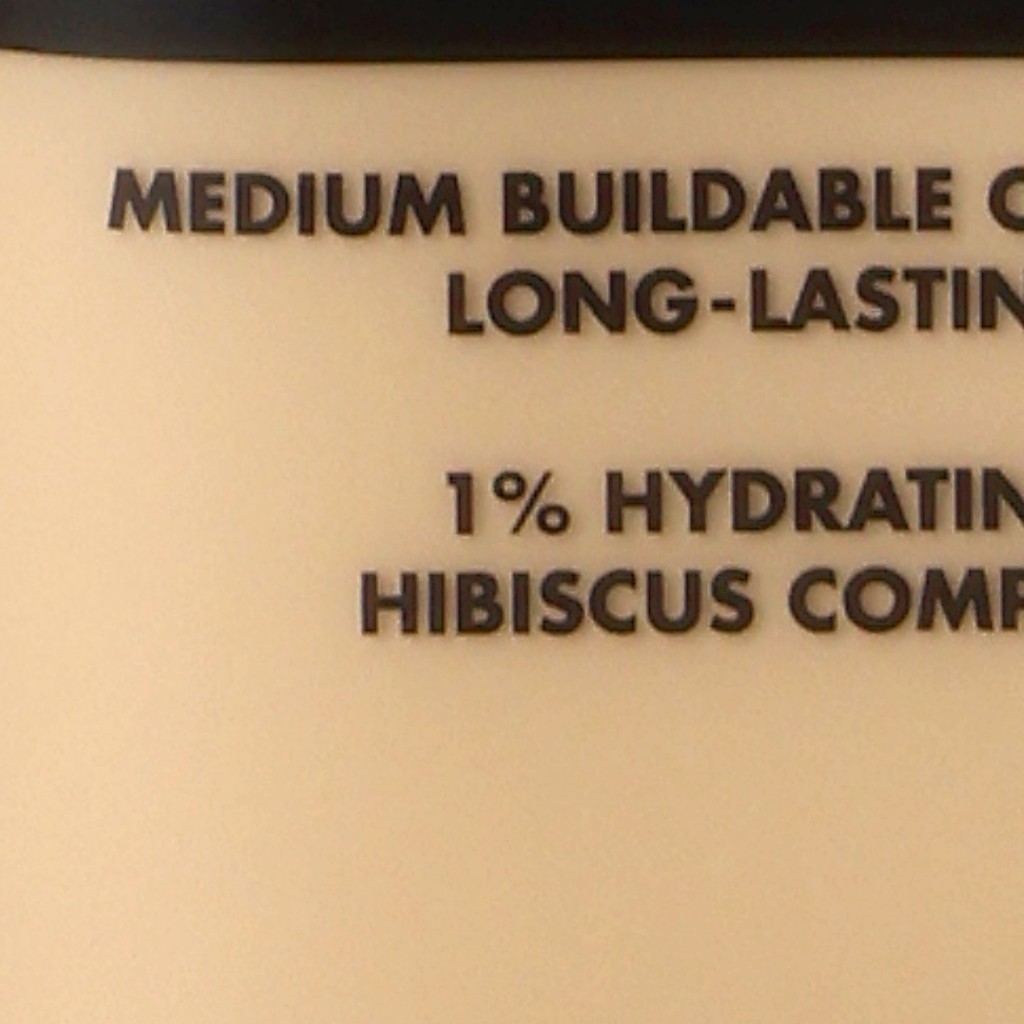 MEDIUM BUILDABLE
LONG-LASTIN
1% HYDRATIN
HIBISCUS COMP